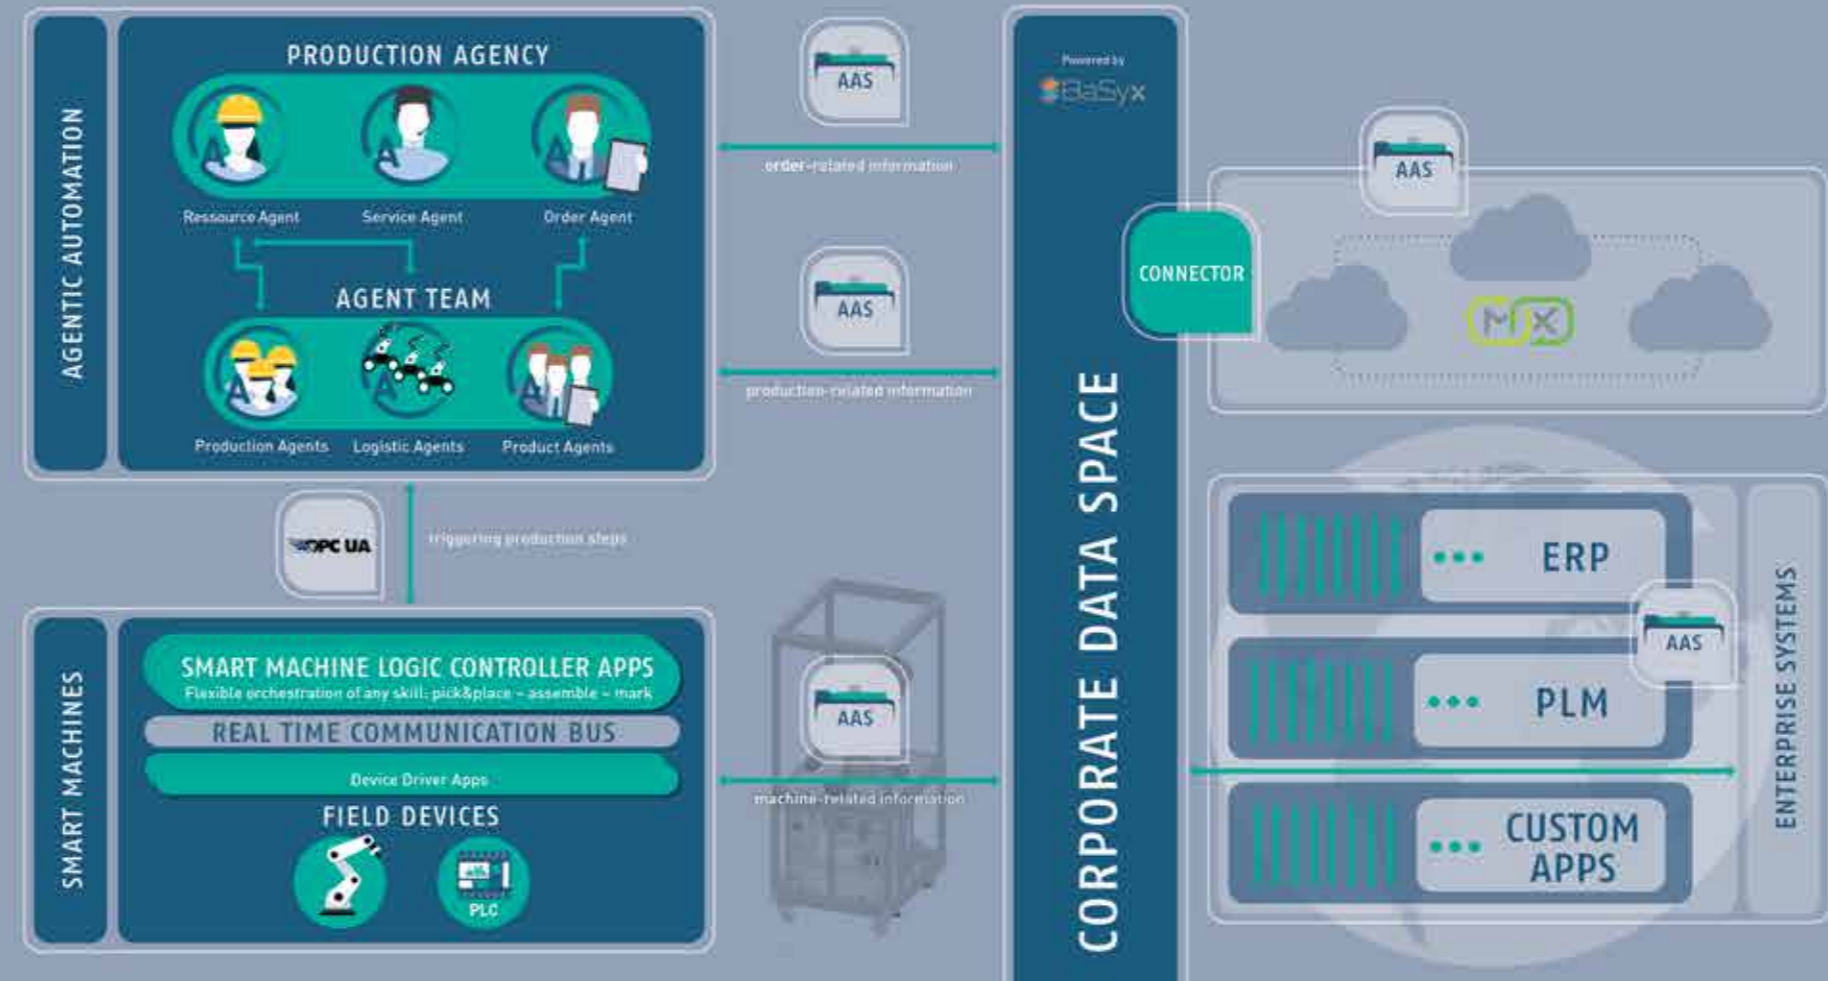 AGENTIC AUTOMATION
PRODUCTION AGENCY
Ressource Agent
Service Agent
Order Agent
AGENT TEAM
Production Agents
Logistic Agents
Product Agents
AAS
order-related information
AAS
production-related information
OPC UA
triggering production steps
SMART MACHINES
SMART MACHINE LOGIC CONTROLLER APPS
Flexible orchestration of any skill: pick&place – assemble – mark
REAL TIME COMMUNICATION BUS
Device Driver Apps
FIELD DEVICES
PLC
AAS
machine-related information
Powered by
BaSyx
CORPORATE DATA SPACE
CONNECTOR
AAS
MX
ERP
PLM
CUSTOM
APPS
AAS
ENTERPRISE SYSTEMS